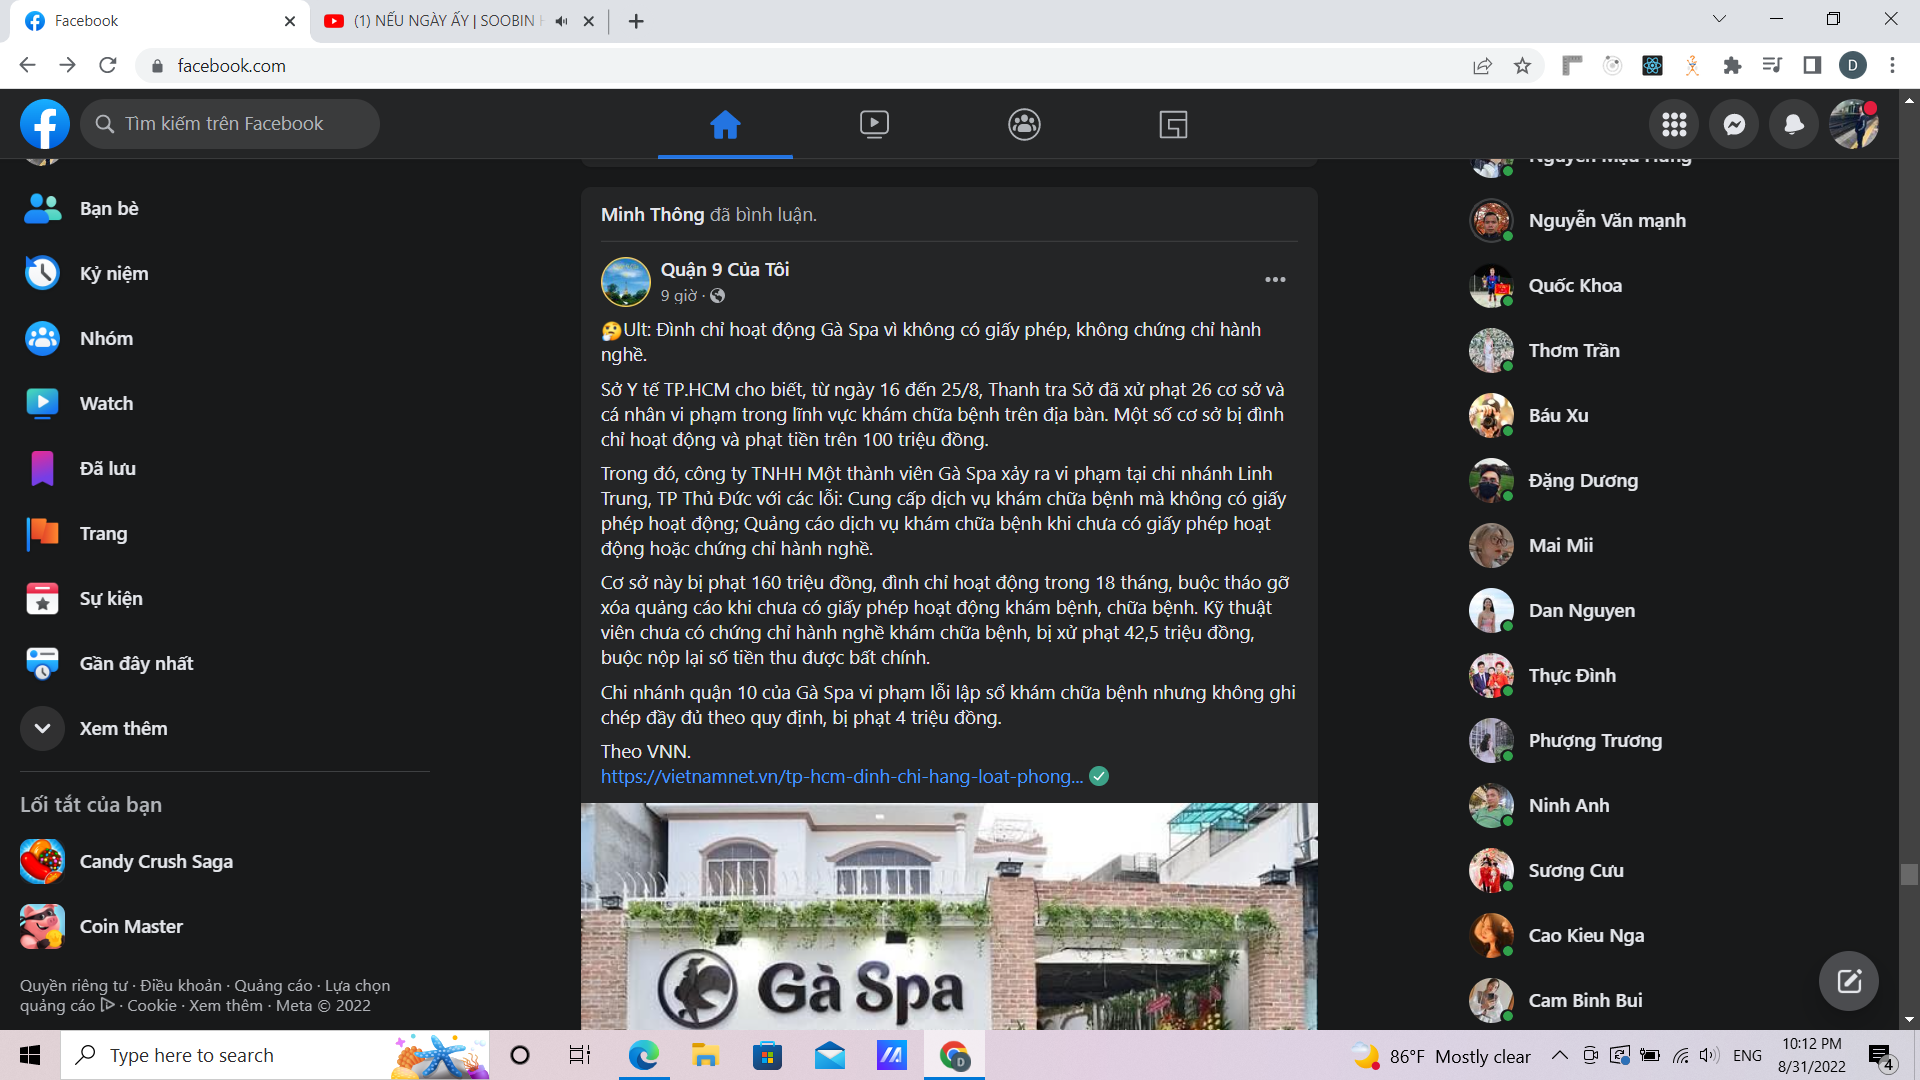 Facebook
(1) NẾU NGÀY ẤY | SOOBIN
facebook.com
D
Tìm kiếm trên Facebook
Bạn bè
Kỷ niệm
Nhóm
Watch
Đã lưu
Trang
Sự kiện
Gần đây nhất
Xem thêm
Lối tắt của bạn
Candy Crush Saga
Coin Master
Quyền riêng tư · Điều khoản · Quảng cáo · Lựa chọn
quảng cáo · Cookie · Xem thêm · Meta © 2022
Minh Thông đã bình luận.
Quận 9 Của Tôi
9 giờ ·
Ult: Đình chỉ hoạt động Gà Spa vì không có giấy phép, không chứng chỉ hành
nghề.
Sở Y tế TP.HCM cho biết, từ ngày 16 đến 25/8, Thanh tra Sở đã xử phạt 26 cơ sở và
cá nhân vi phạm trong lĩnh vực khám chữa bệnh trên địa bàn. Một số cơ sở bị đình
chỉ hoạt động và phạt tiền trên 100 triệu đồng.
Trong đó, công ty TNHH Một thành viên Gà Spa xảy ra vi phạm tại chi nhánh Linh
Trung, TP Thủ Đức với các lỗi: Cung cấp dịch vụ khám chữa bệnh mà không có giấy
phép hoạt động; Quảng cáo dịch vụ khám chữa bệnh khi chưa có giấy phép hoạt
động hoặc chứng chỉ hành nghề.
Cơ sở này bị phạt 160 triệu đồng, đình chỉ hoạt động trong 18 tháng, buộc tháo gỡ
xóa quảng cáo khi chưa có giấy phép hoạt động khám bệnh, chữa bệnh. Kỹ thuật
viên chưa có chứng chỉ hành nghề khám chữa bệnh, bị xử phạt 42,5 triệu đồng,
buộc nộp lại số tiền thu được bất chính.
Chi nhánh quận 10 của Gà Spa vi phạm lỗi lập sổ khám chữa bệnh nhưng không ghi
chép đầy đủ theo quy định, bị phạt 4 triệu đồng.
Theo VNN.
https://vietnamnet.vn/tp-hcm-dinh-chi-hang-loat-phong...
Gà Spa
Nguyễn Mậu Hùng
Nguyễn Văn mạnh
Quốc Khoa
Thơm Trần
Báu Xu
Đặng Dương
Mai Mii
Dan Nguyen
Thực Đình
Phượng Trương
Ninh Anh
Sương Cưu
Cao Kieu Nga
Cam Binh Bui
Type here to search
D
86°F Mostly clear
ENG
10:12 PM
8/31/2022
4